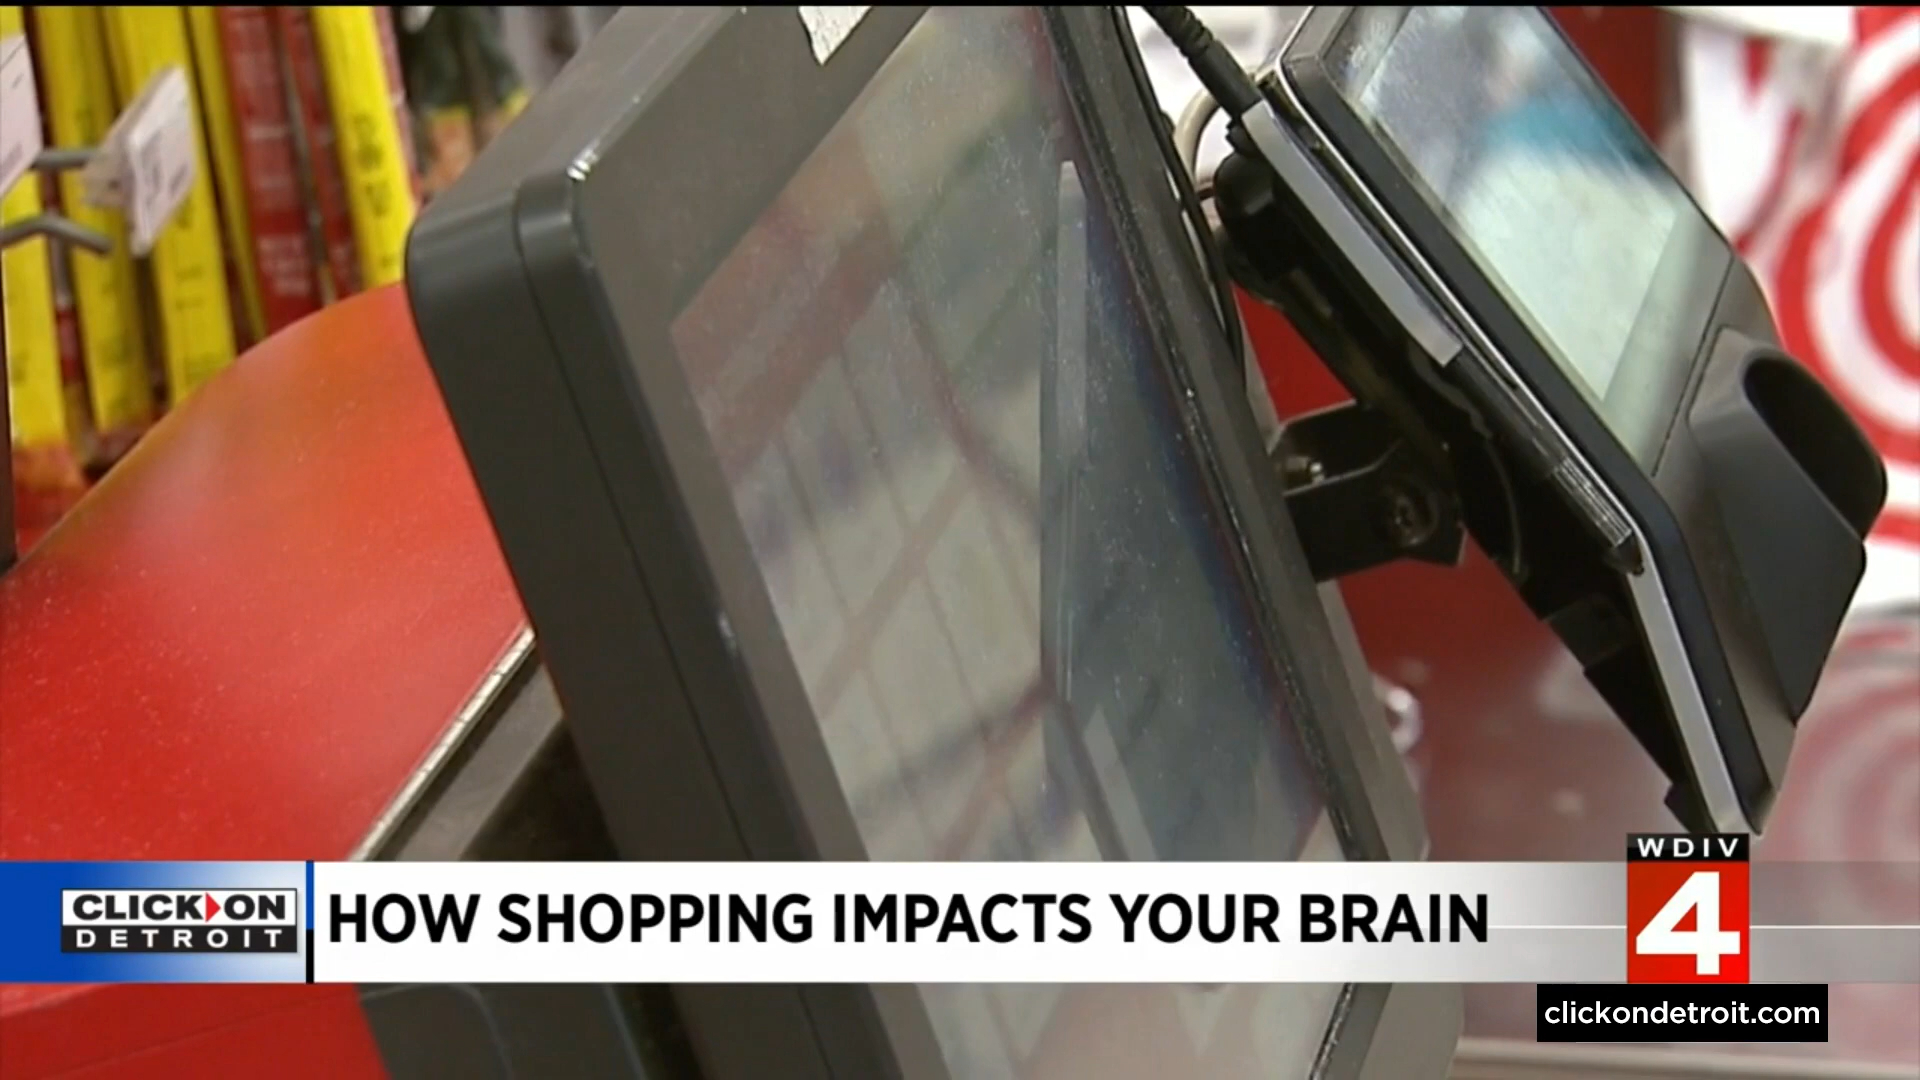 CLICK ON
DETROIT
HOW SHOPPING IMPACTS YOUR BRAIN
WDIV
4
clickondetroit.com